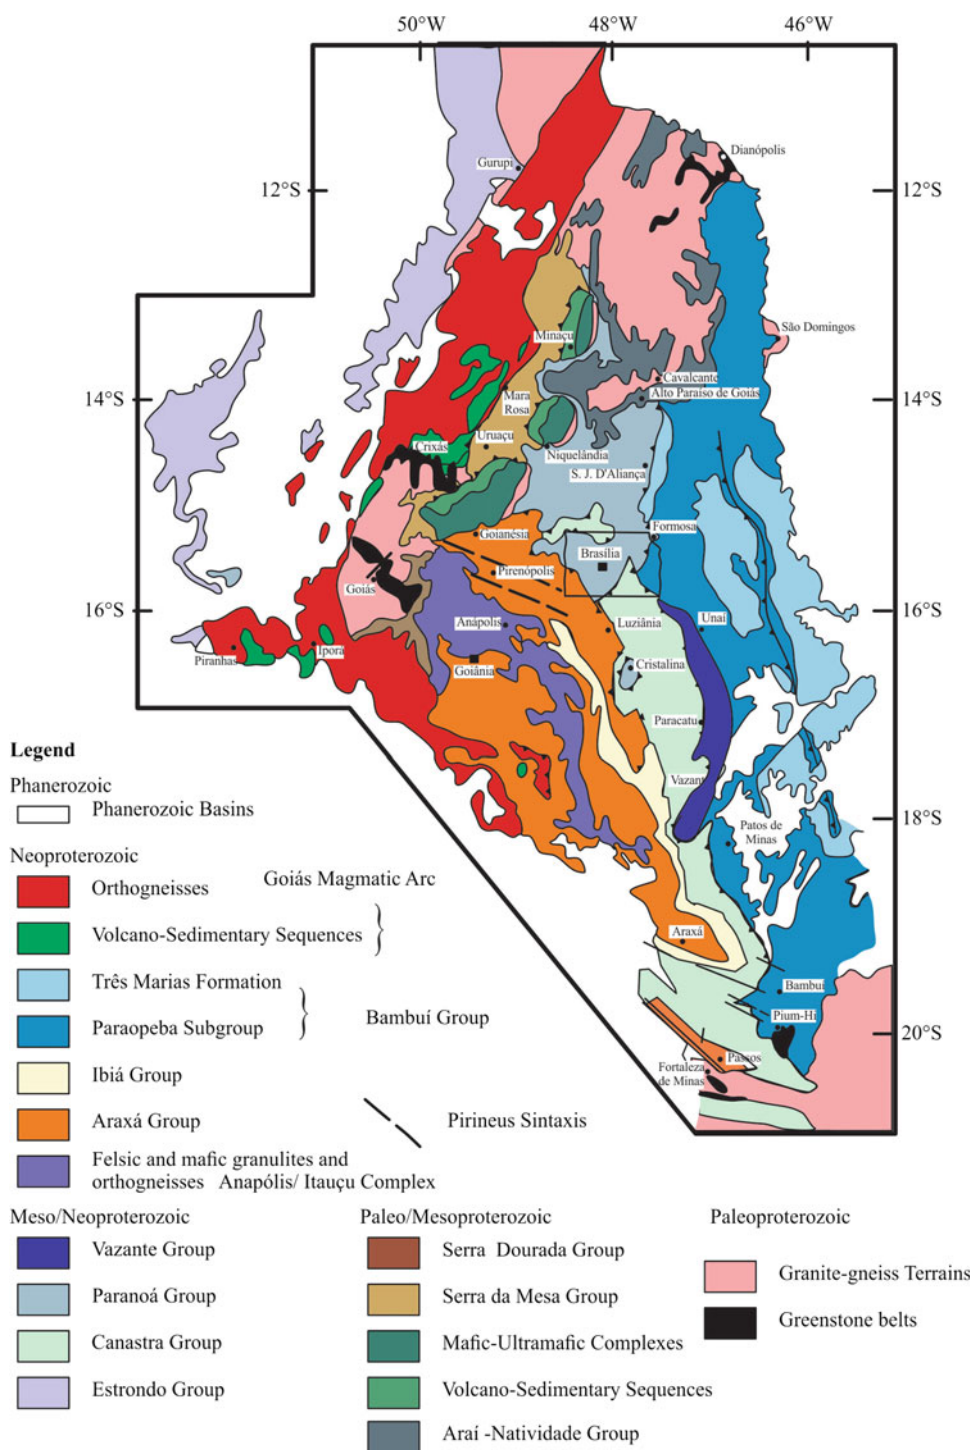 50°W 48°W 46°W
Dianópolis
Gurupi
12°S 12°S
São Domingos
Minaçu
Cavalcante
Alto Paraíso de Goiás
14°S 14°S
Mara
Rosa
Uruaçu
Crixás
Niquelândia
S. J. D'Aliança
Formosa
Goianésia
Brasília
Pirenópolis
Goiás
16°S 16°S
Luziânia
Unaí
Anápolis
Ipora
Piranhas
Goiânia
Cristalina
Paracatu
Vazant
18°S
Patos de
Minas
Araxá
Bambuí
Pium-Hi
20°S
Passos
Fortaleza
de Minas
Legend
Phanerozoic
Phanerozoic Basins
Neoproterozoic
Orthogneisses
Goiás Magmatic Arc
Volcano-Sedimentary Sequences }
Três Marias Formation
Bambuí Group
Paraopeba Subgroup }
Ibiá Group
Araxá Group
Pirineus Sintaxis
Felsic and mafic granulites and
orthogneisses Anapólis/ Itauçu Complex
Meso/Neoproterozoic
Vazante Group
Paranoá Group
Canastra Group
Estrondo Group
Paleo/Mesoproterozoic
Serra Dourada Group
Serra da Mesa Group
Mafic-Ultramafic Complexes
Volcano-Sedimentary Sequences
Araí -Natividade Group
Paleoproterozoic
Granite-gneiss Terrains
Greenstone belts